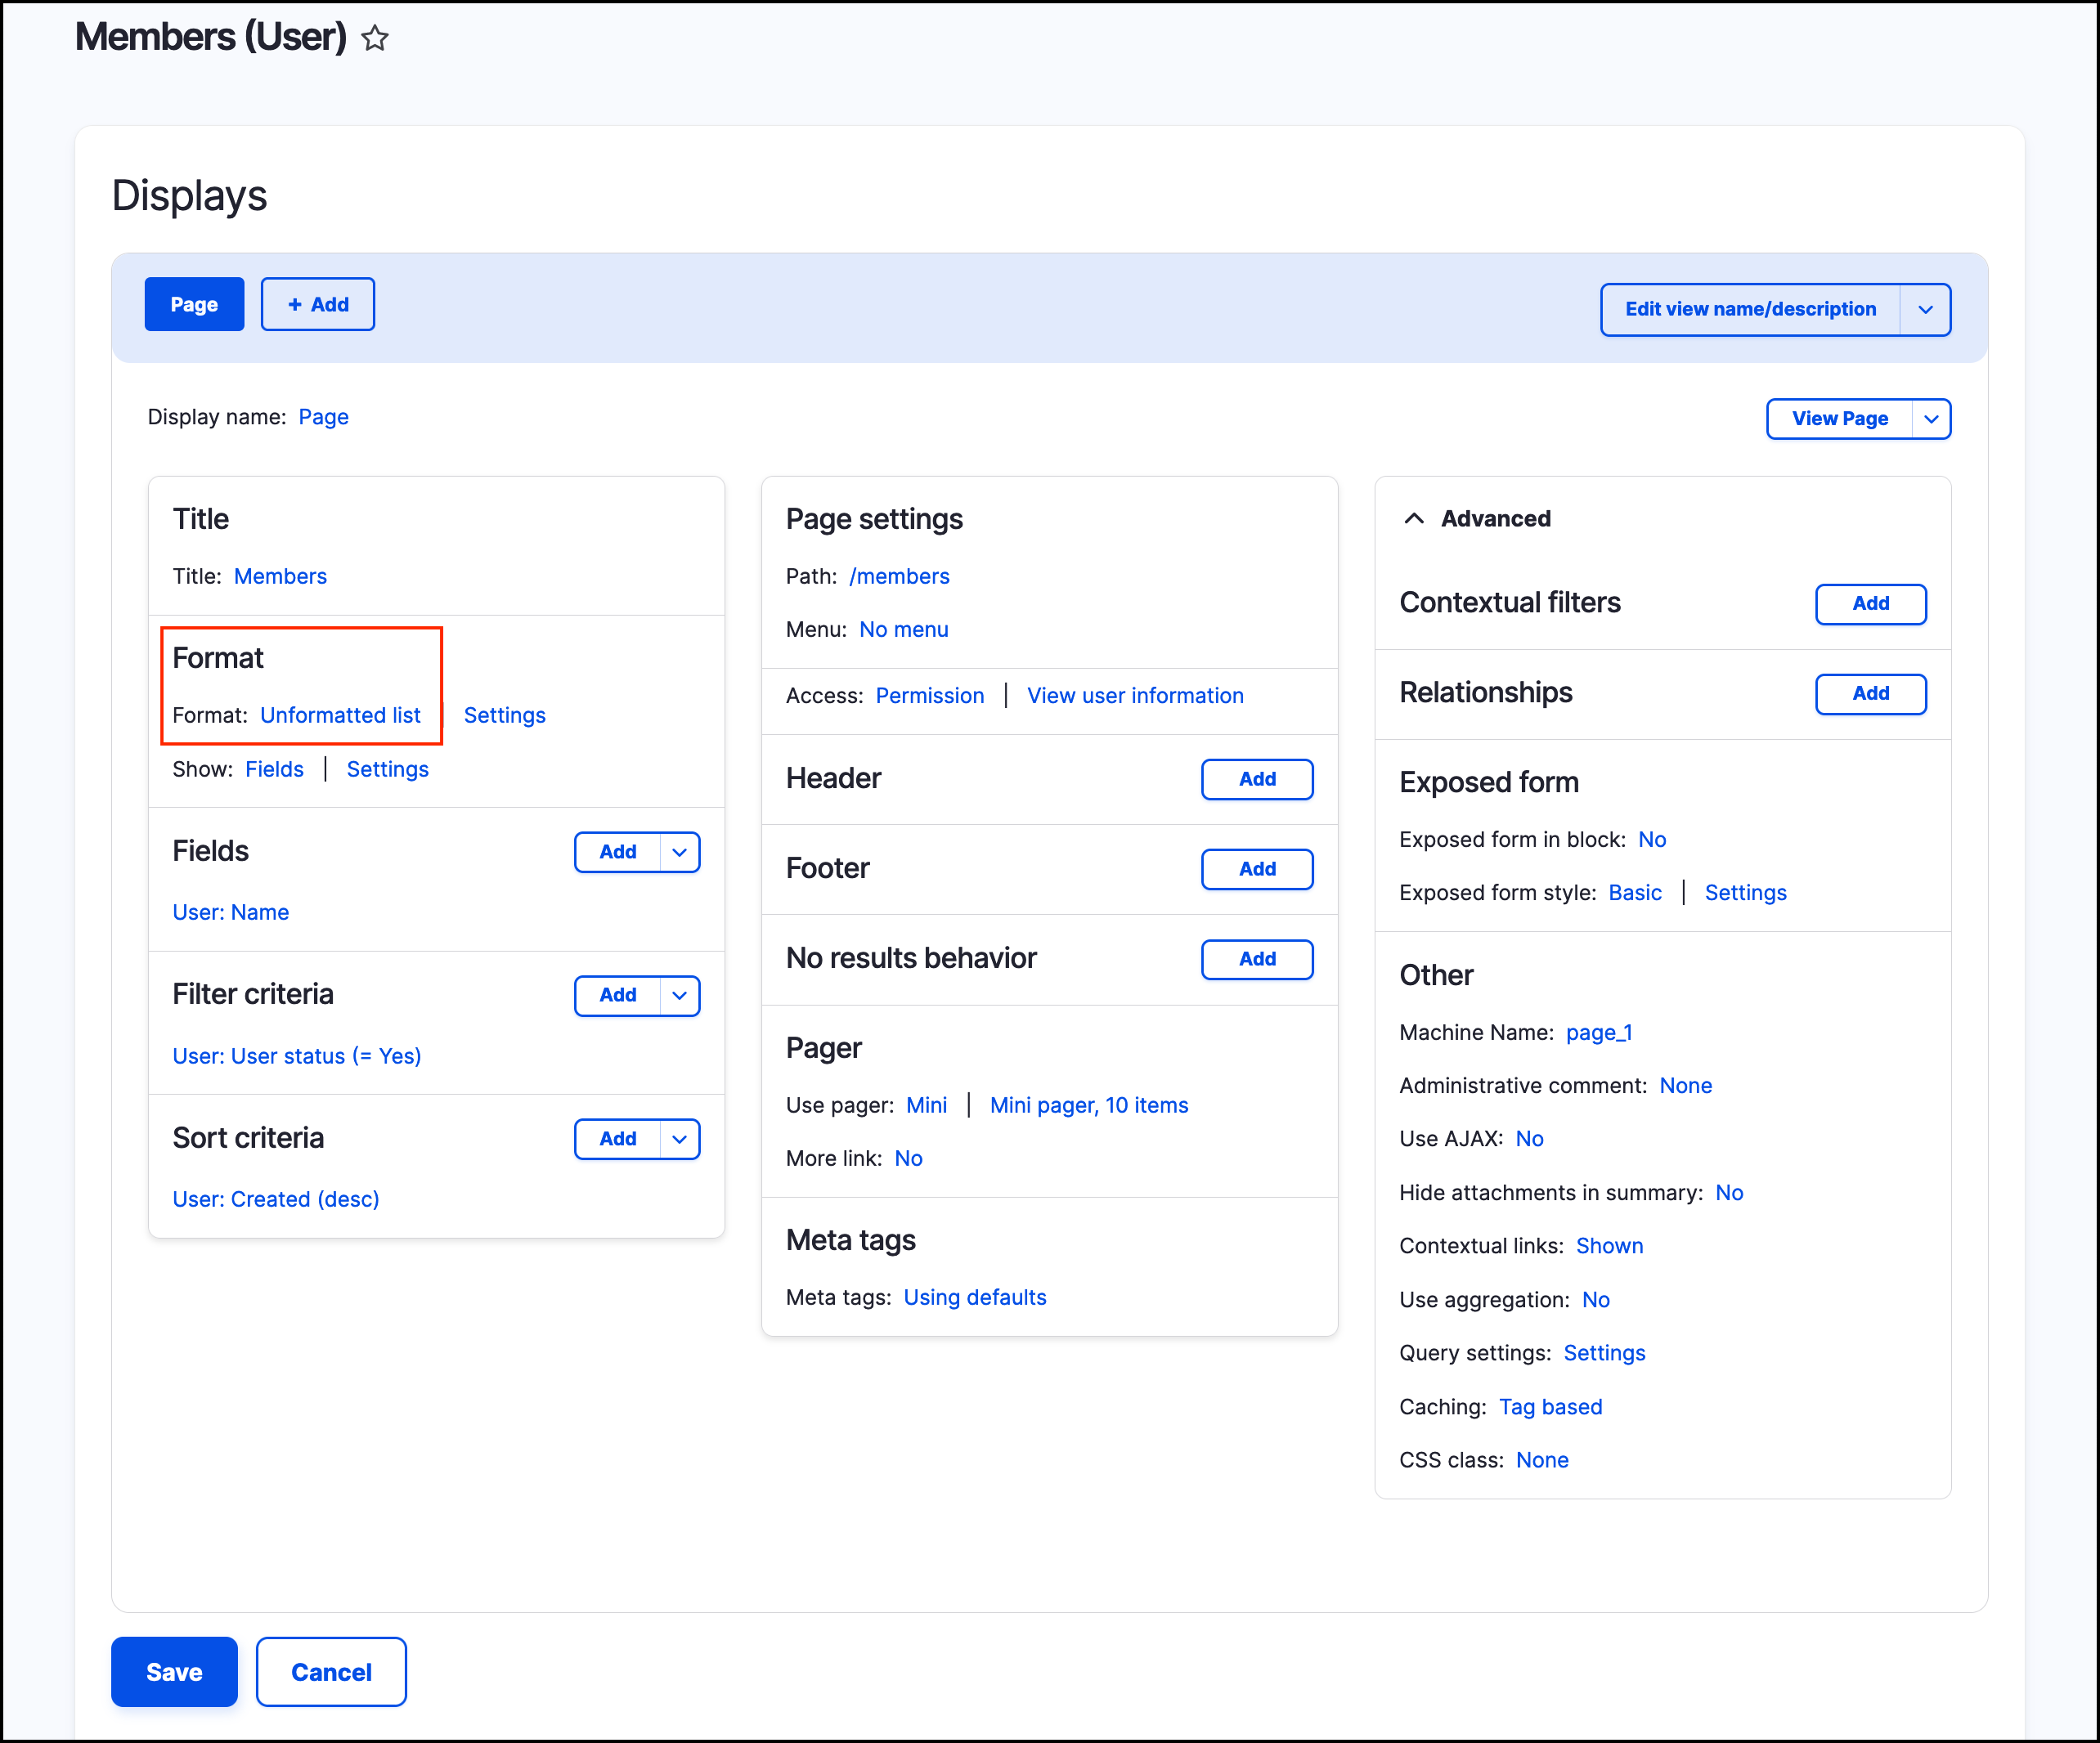 Members (User)
Displays
Page
+ Add
Edit view name/description
Display name: Page
View Page
Title
Title: Members
Format
Format: Unformatted list Settings
Show: Fields | Settings
Fields
Add
User: Name
Filter criteria
Add
User: User status (= Yes)
Sort criteria
Add
User: Created (desc)
Page settings
Path: /members
Menu: No menu
Access: Permission | View user information
Header
Add
Footer
Add
No results behavior
Add
Pager
Use pager: Mini | Mini pager, 10 items
More link: No
Meta tags
Meta tags: Using defaults
Advanced
Contextual filters
Add
Relationships
Add
Exposed form
Exposed form in block: No
Exposed form style: Basic | Settings
Other
Machine Name: page_1
Administrative comment: None
Use AJAX: No
Hide attachments in summary: No
Contextual links: Shown
Use aggregation: No
Query settings: Settings
Caching: Tag based
CSS class: None
Save
Cancel